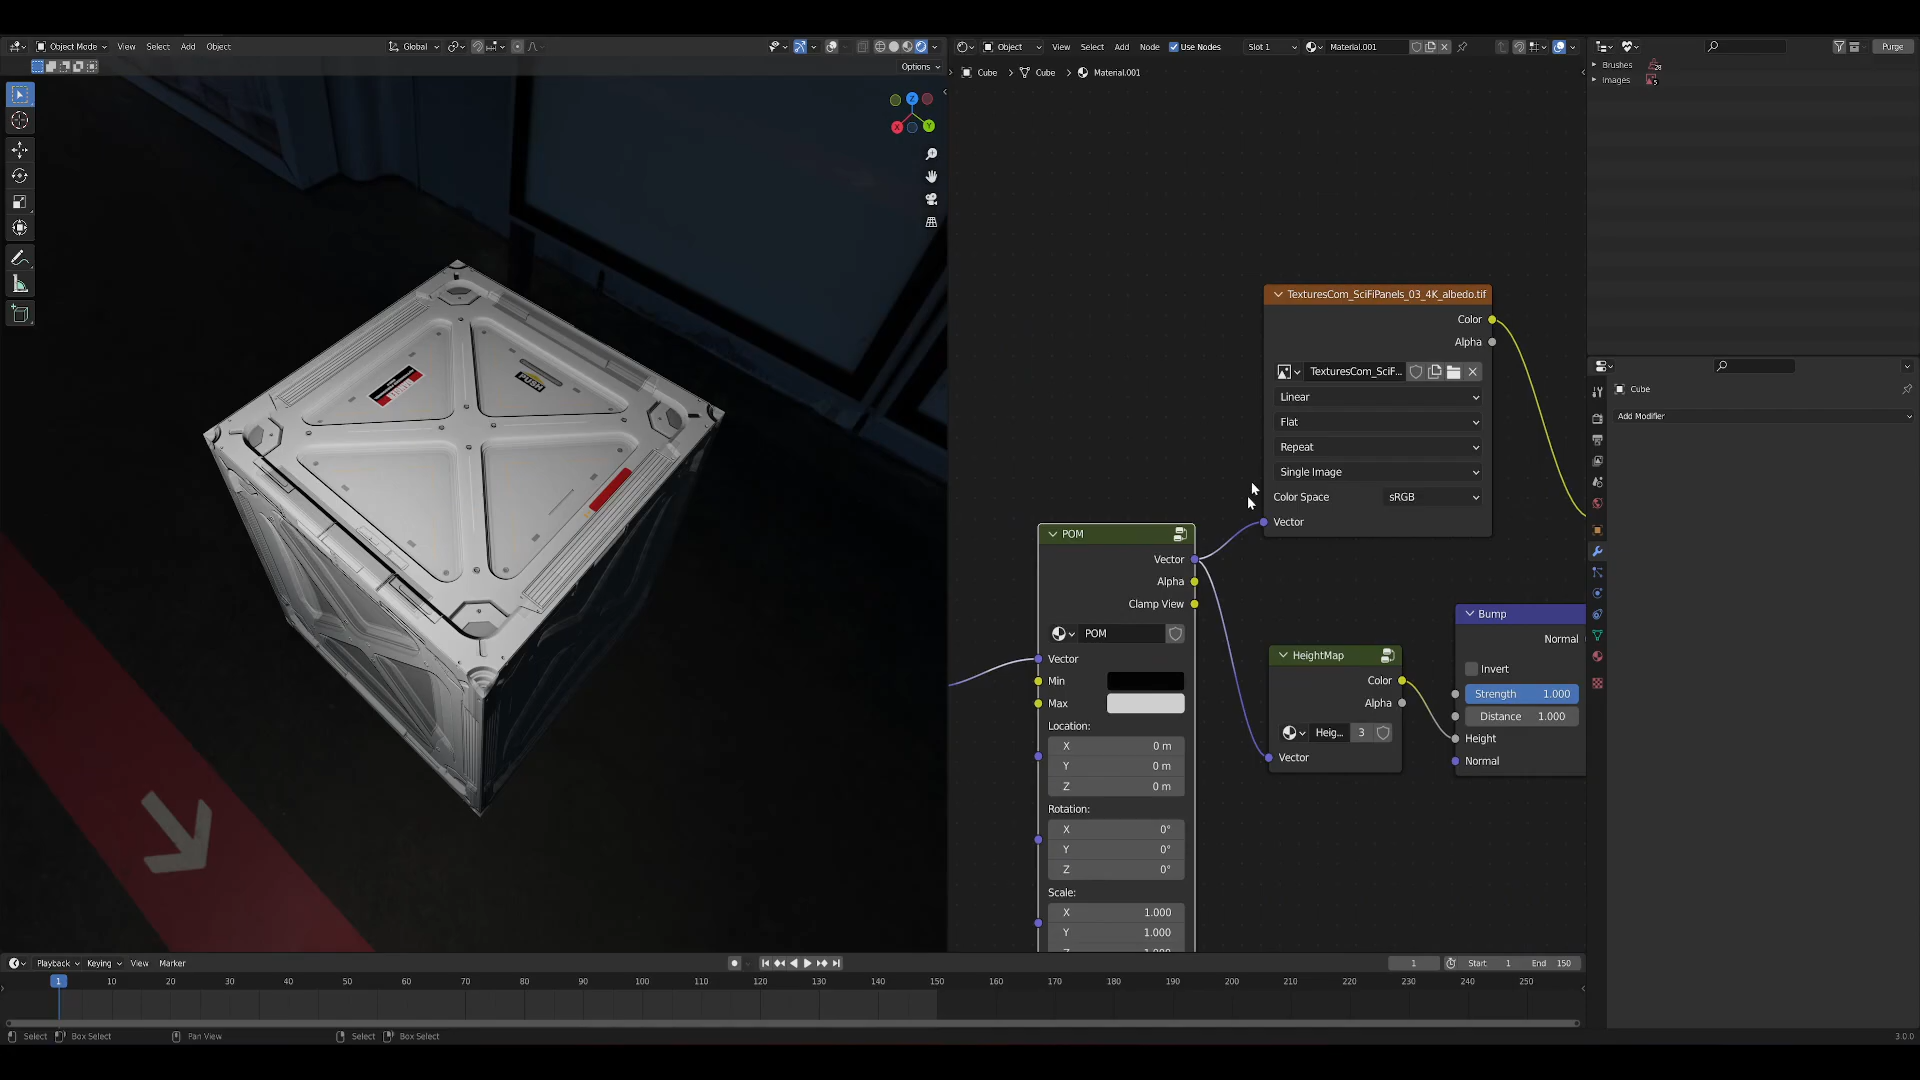 Object Mode View Select Add Object Global
Object View Select Add Node Use Nodes Slot 1 Material.001
Purge
Options
Cube Cube Material.001
Brushes 28
Images 5
X Y Z
TexturesCom_SciFiPanels_03_4K_albedo.tif
Color
Alpha
TexturesCom_SciF...
Linear
Flat
Repeat
Single Image
Color Space sRGB
Vector
Cube
Add Modifier
PUSH
POM
Vector
Alpha
Clamp View
POM
Vector
Min
Max
Location:
X 0 m
Y 0 m
Z 0 m
Rotation:
X 0°
Y 0°
Z 0°
Scale:
X 1.000
Y 1.000
HeightMap
Color
Alpha
Heig... 3
Vector
Bump
Normal
Invert
Strength 1.000
Distance 1.000
Height
Normal
Playback Keying View Marker
1 Start 1 End 150
1 10 20 30 40 50 60 70 80 90 100 110 120 130 140 150 160 170 180 190 200 210 220 230 240 250
Select Box Select Pan View Select Box Select
3.0.0